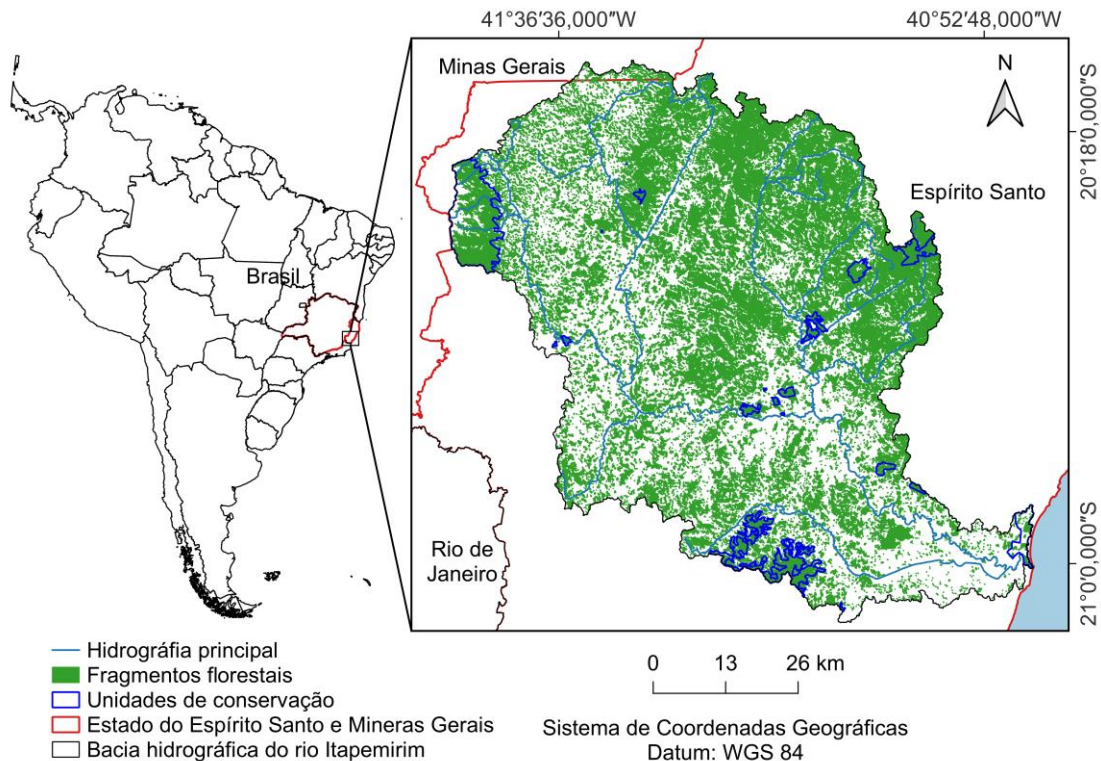 41°36'36,000"W
40°52'48,000"W
Minas Gerais
N
20°18'0,000"S
Espírito Santo
Brasil
Rio de
Janeiro
21°0'0,000"S
Hidrográfia principal
Fragmentos florestais
Unidades de conservação
Estado do Espírito Santo e Mineras Gerais
Bacia hidrográfica do rio Itapemirim
0 13 26 km
Sistema de Coordenadas Geográficas
Datum: WGS 84